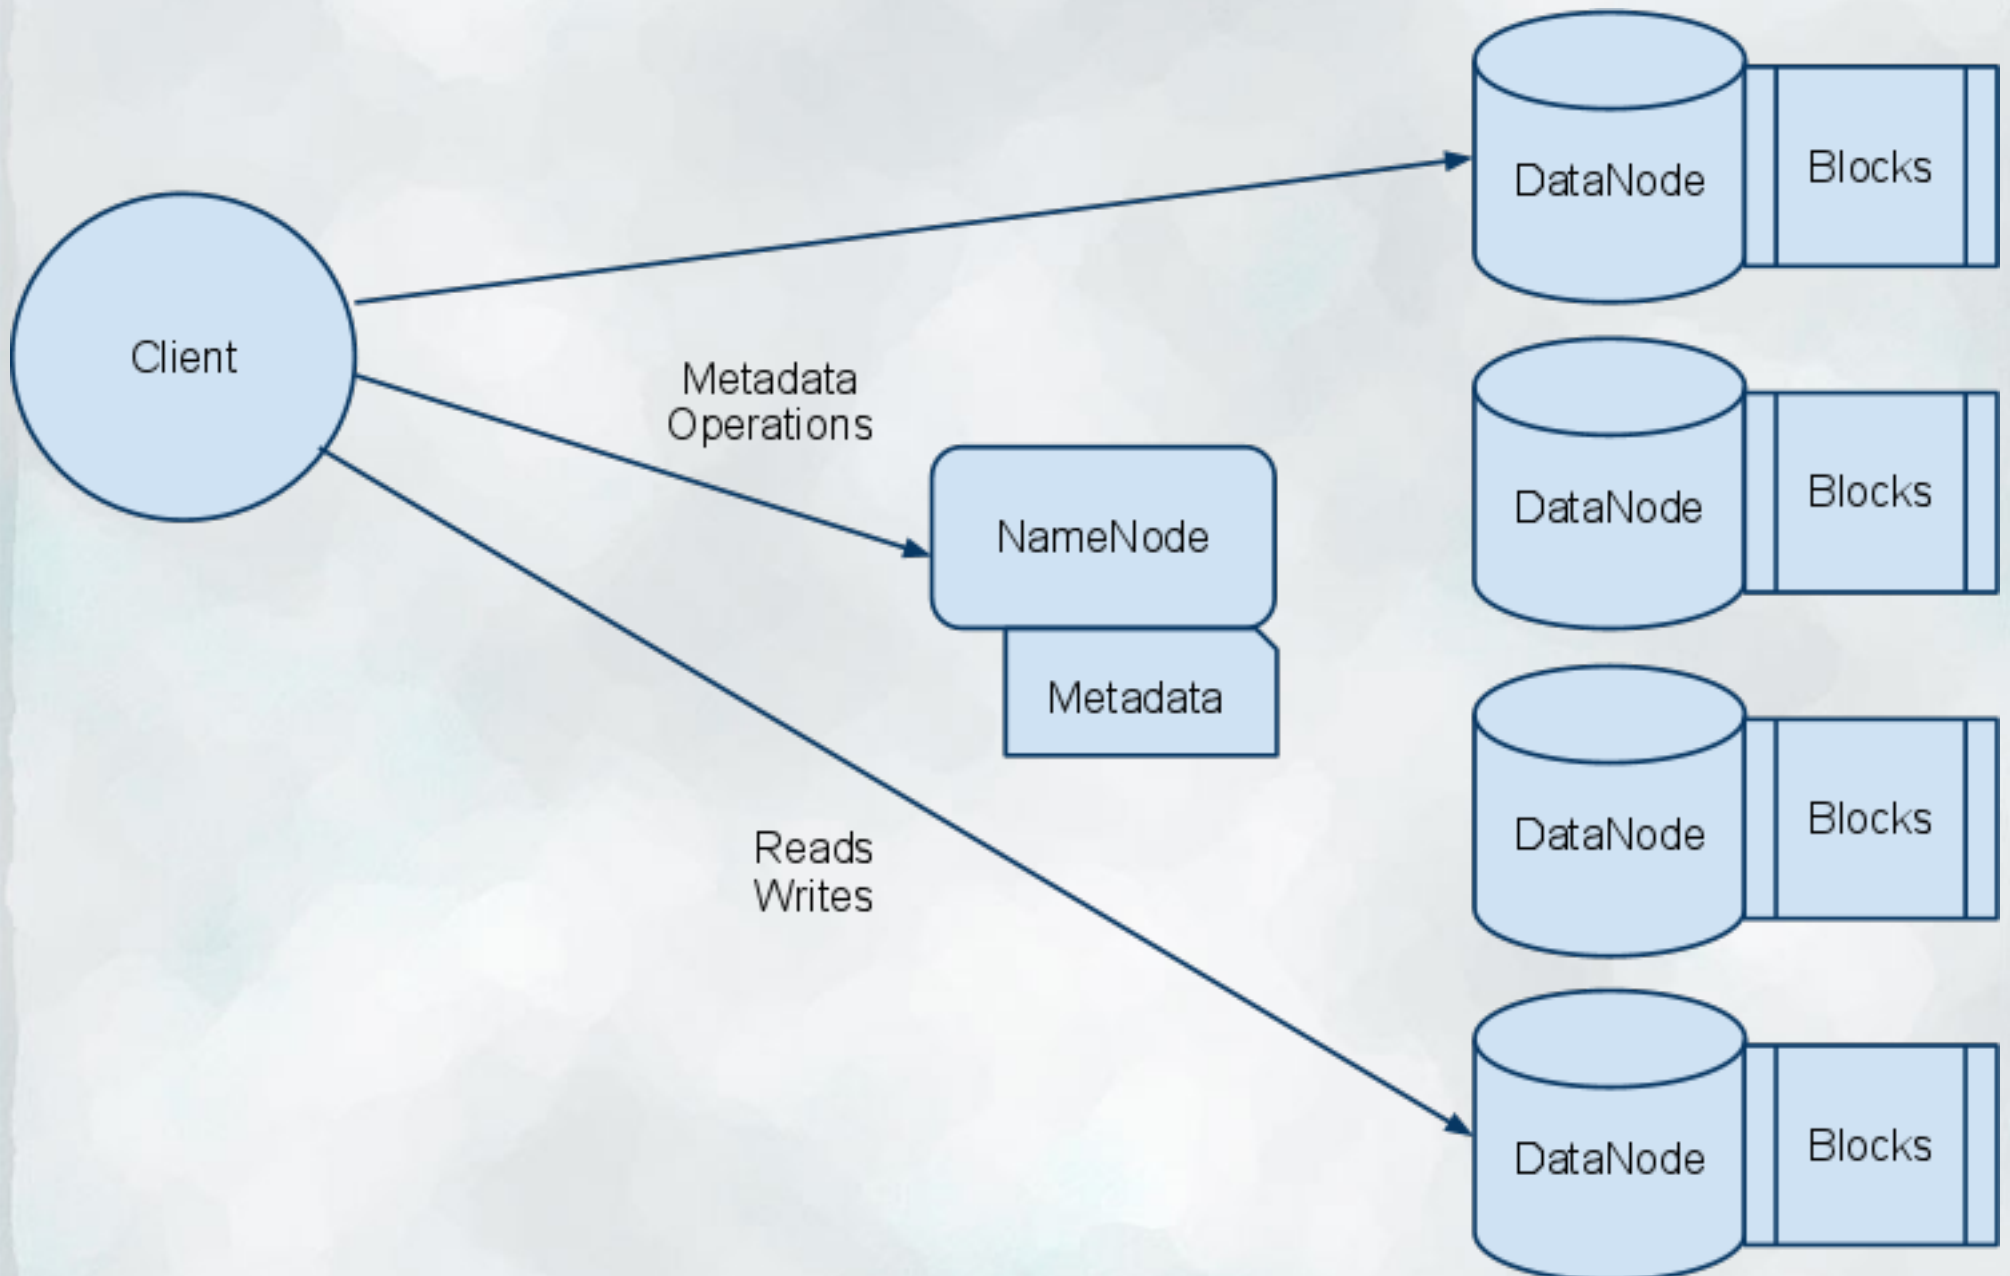 DataNode
Blocks
Client
Metadata
Operations
DataNode
Blocks
NameNode
Metadata
Reads
Writes
DataNode
Blocks
DataNode
Blocks